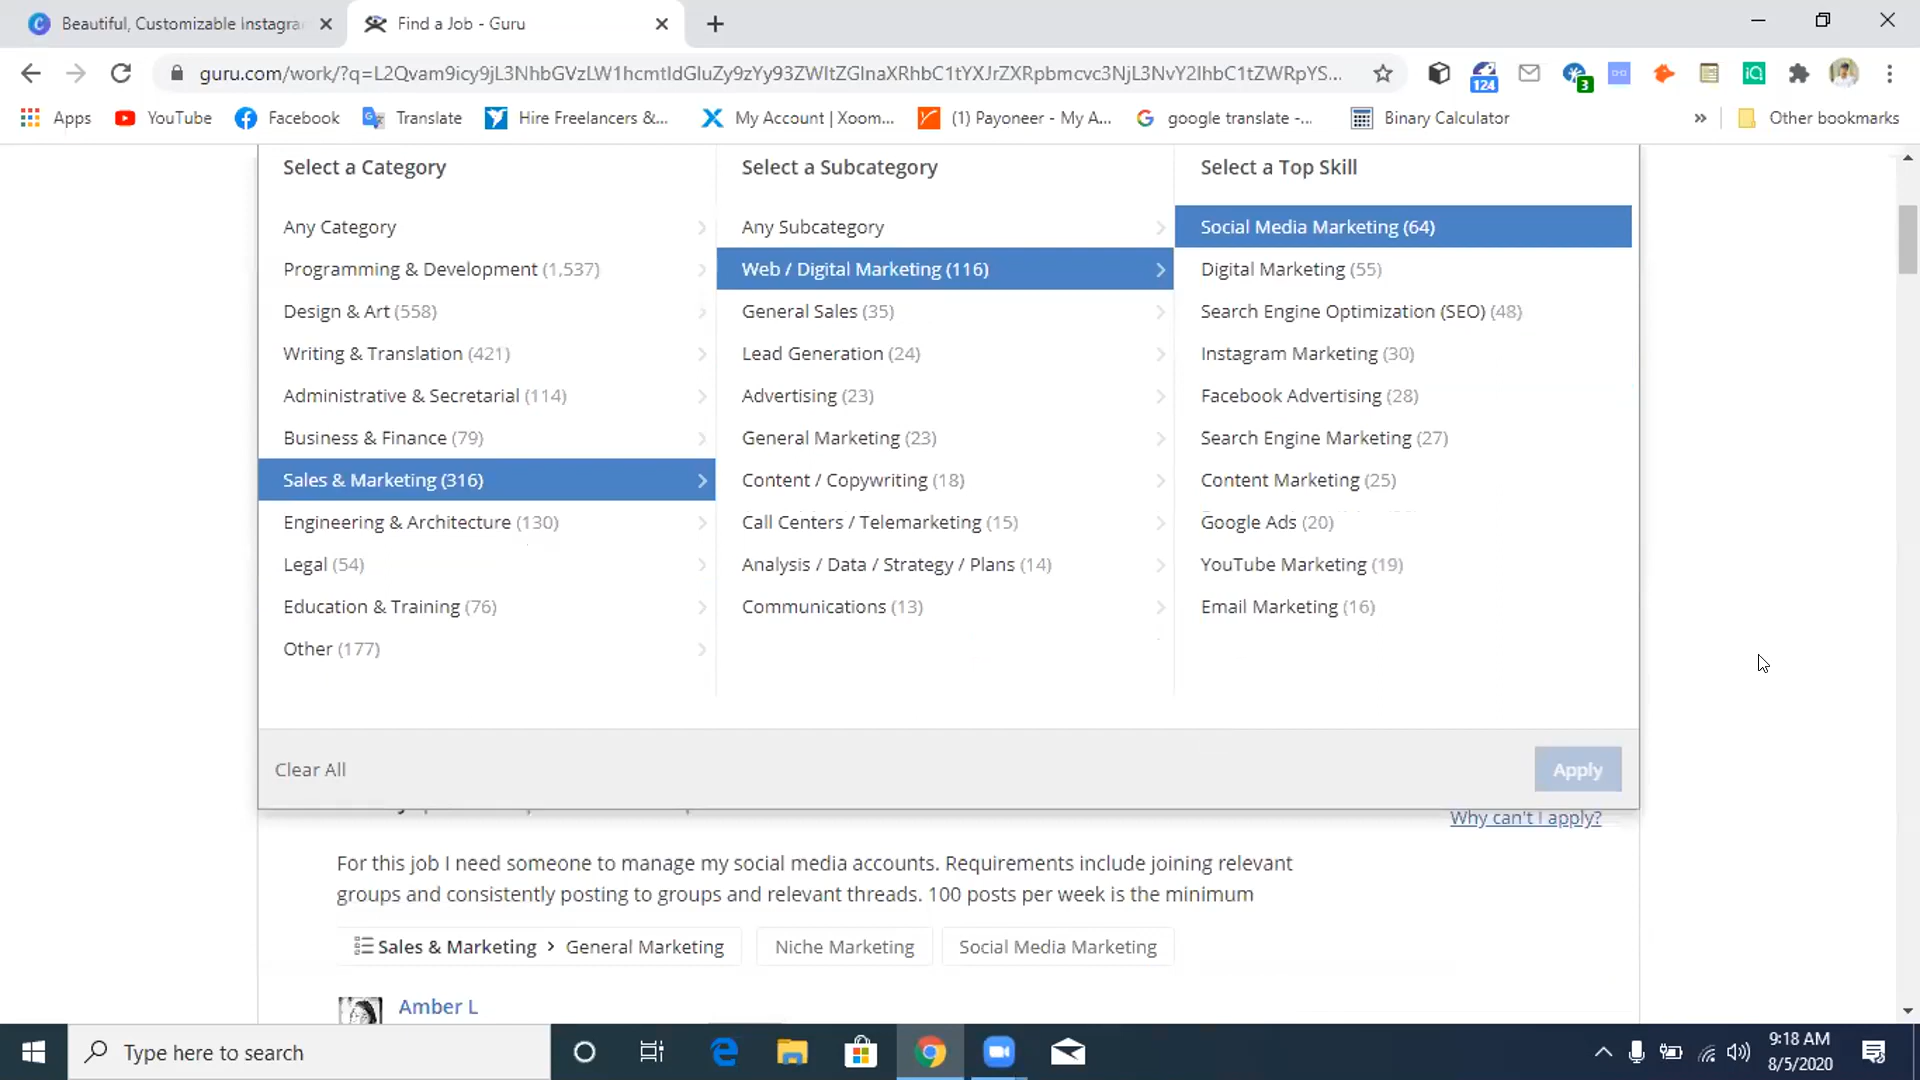 Beautiful, Customizable Instagra
Find a Job - Guru
guru.com/work/?q=L2Qvam9icy9jL3NhbGVzLW1hcmtldGluZy9zYy93ZWItZGlnaXRhbC1tYXJrZXRpbmcvc3NjL3NvY2lhbC1tZWRpYS...
124
3
Apps
YouTube
Facebook
Translate
Hire Freelancers &...
My Account | Xoom...
(1) Payoneer - My A...
google translate -...
Binary Calculator
»
Other bookmarks
Select a Category
Any Category
Programming & Development (1,537)
Design & Art (558)
Writing & Translation (421)
Administrative & Secretarial (114)
Business & Finance (79)
Sales & Marketing (316)
Engineering & Architecture (130)
Legal (54)
Education & Training (76)
Other (177)
Select a Subcategory
Any Subcategory
Web / Digital Marketing (116)
General Sales (35)
Lead Generation (24)
Advertising (23)
General Marketing (23)
Content / Copywriting (18)
Call Centers / Telemarketing (15)
Analysis / Data / Strategy / Plans (14)
Communications (13)
Select a Top Skill
Social Media Marketing (64)
Digital Marketing (55)
Search Engine Optimization (SEO) (48)
Instagram Marketing (30)
Facebook Advertising (28)
Search Engine Marketing (27)
Content Marketing (25)
Google Ads (20)
YouTube Marketing (19)
Email Marketing (16)
Clear All
Apply
Why can't I apply?
For this job I need someone to manage my social media accounts. Requirements include joining relevant
groups and consistently posting to groups and relevant threads. 100 posts per week is the minimum
Sales & Marketing > General Marketing
Niche Marketing
Social Media Marketing
Amber L
Type here to search
9:18 AM
8/5/2020